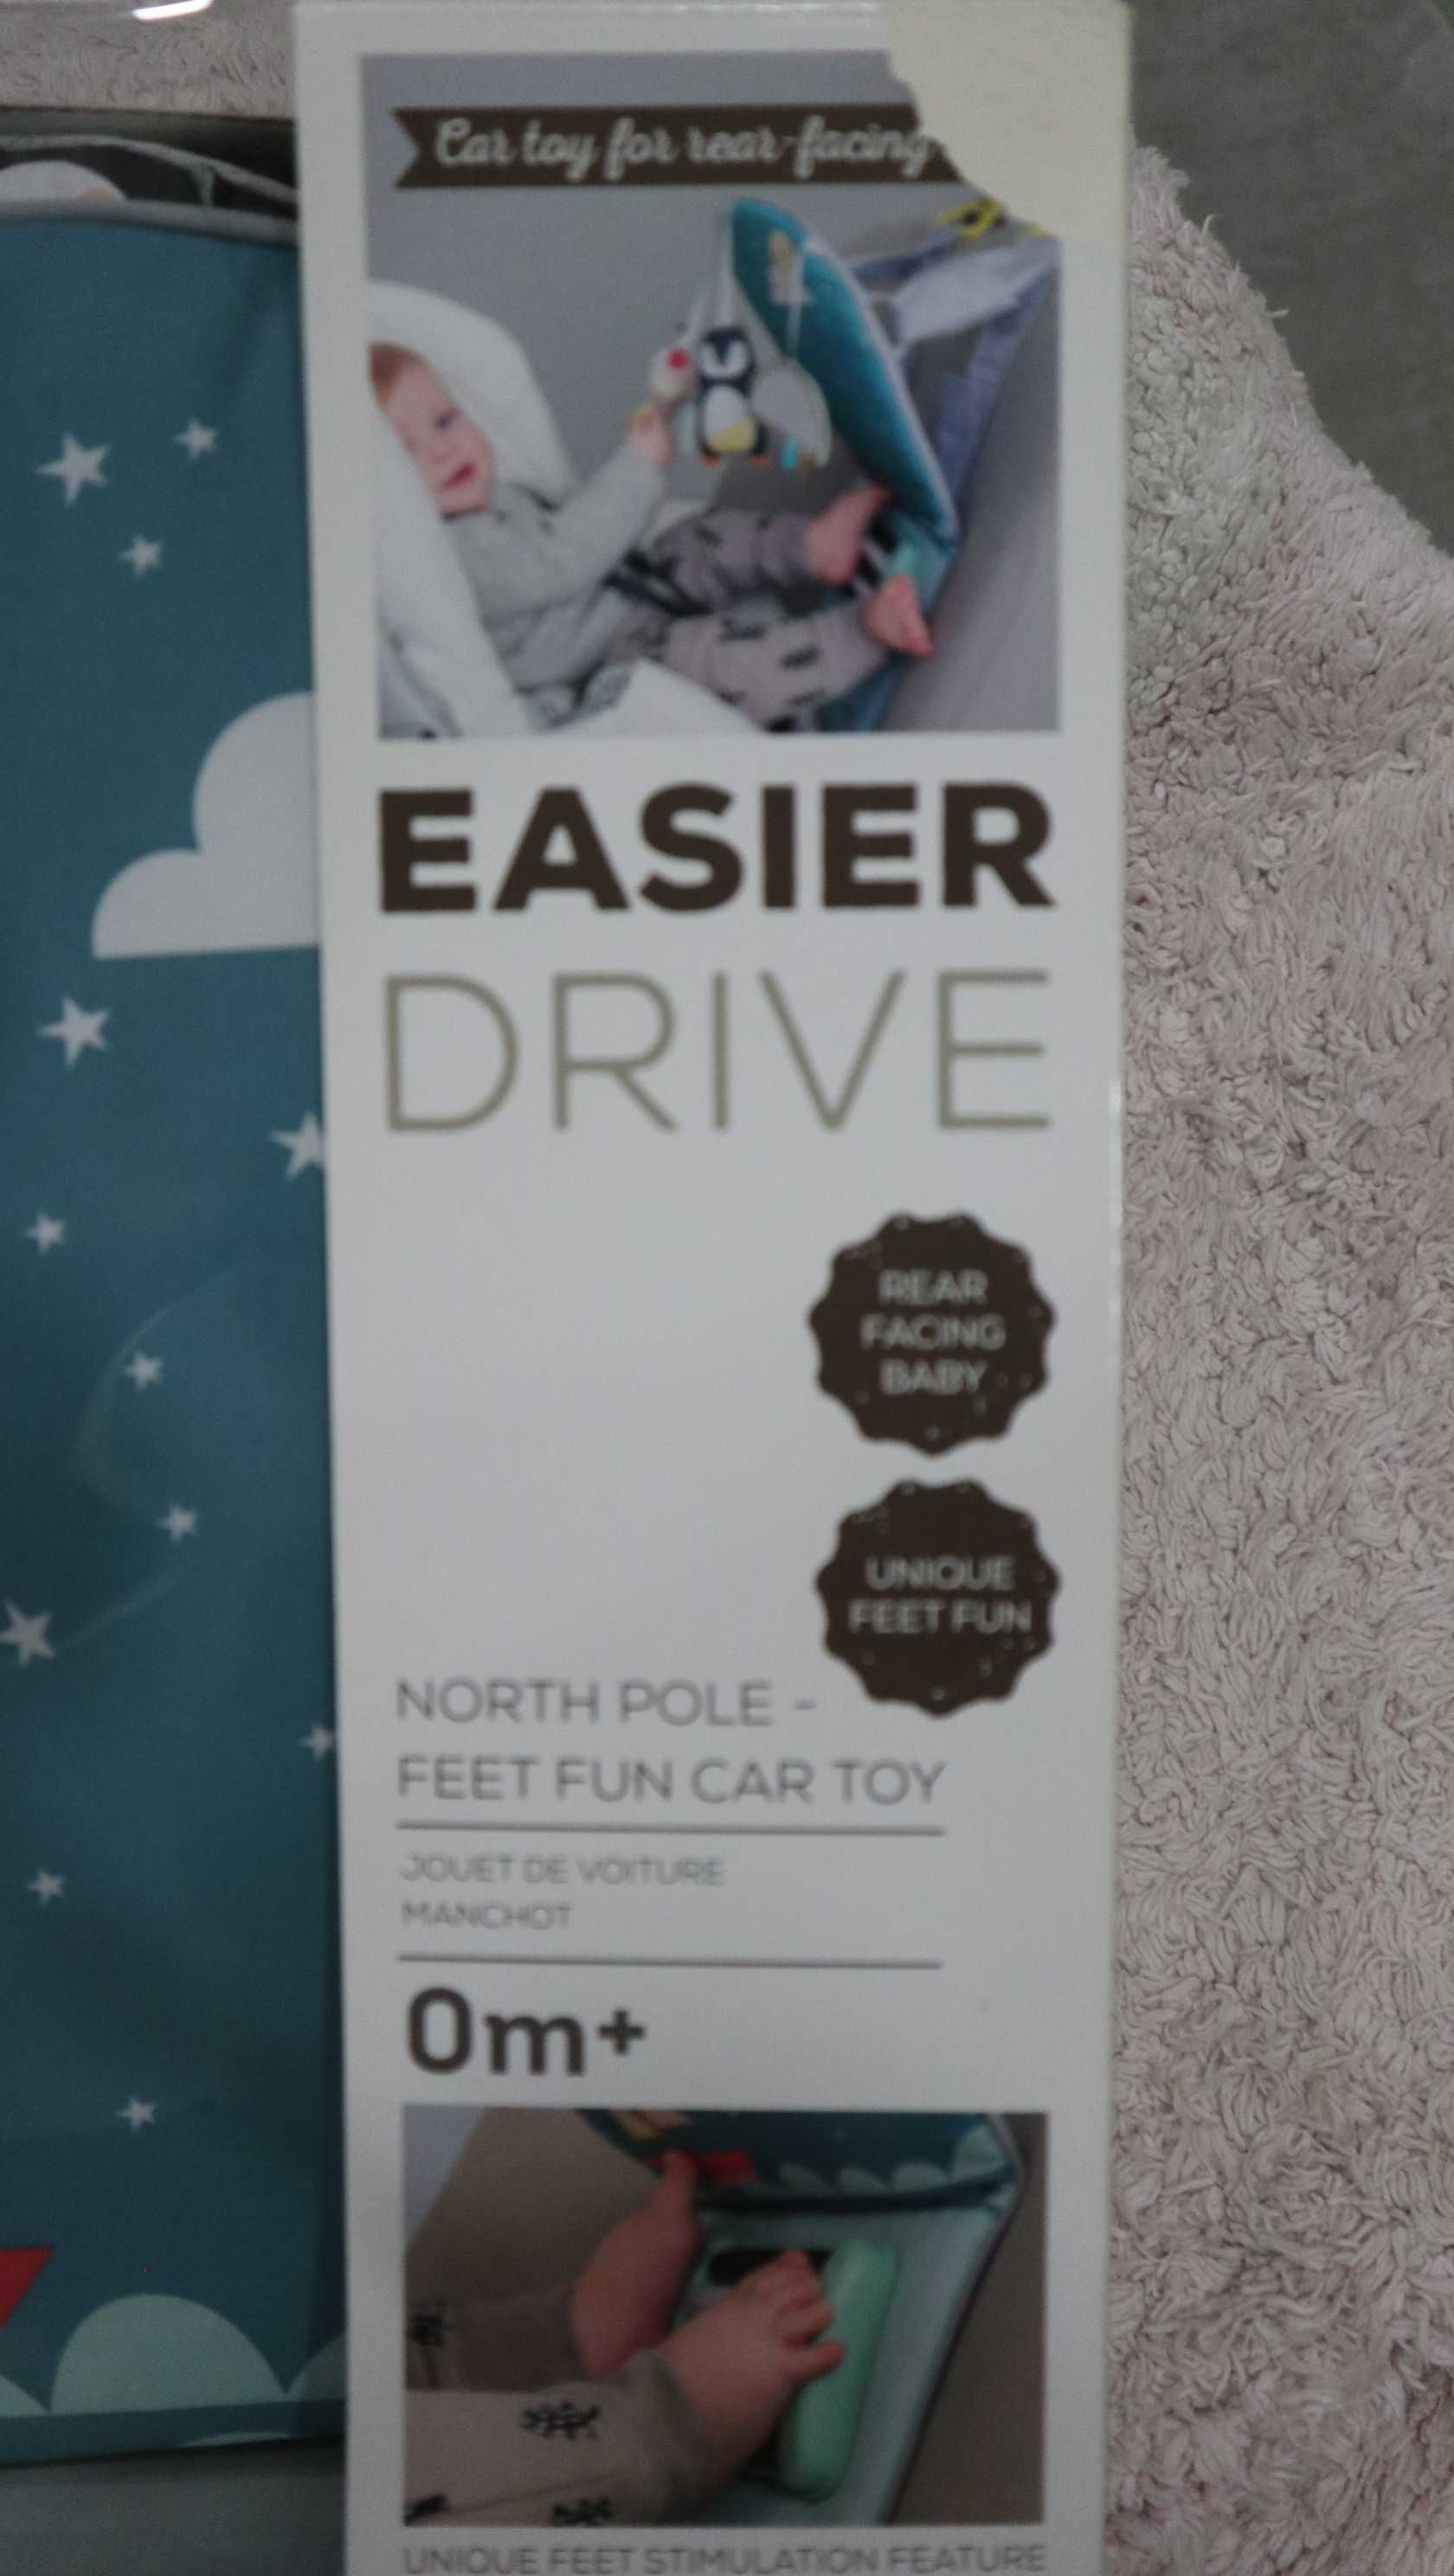 Car toy for rear-facing
EASIER
DRIVE
REAR
FACING
BABY
UNIQUE
FEET FUN
NORTH POLE -
FEET FUN CAR TOY
JOUET DE VOITURE
MANCHOT
0m+
UNIQUE FEET STIMULATION FEATURE